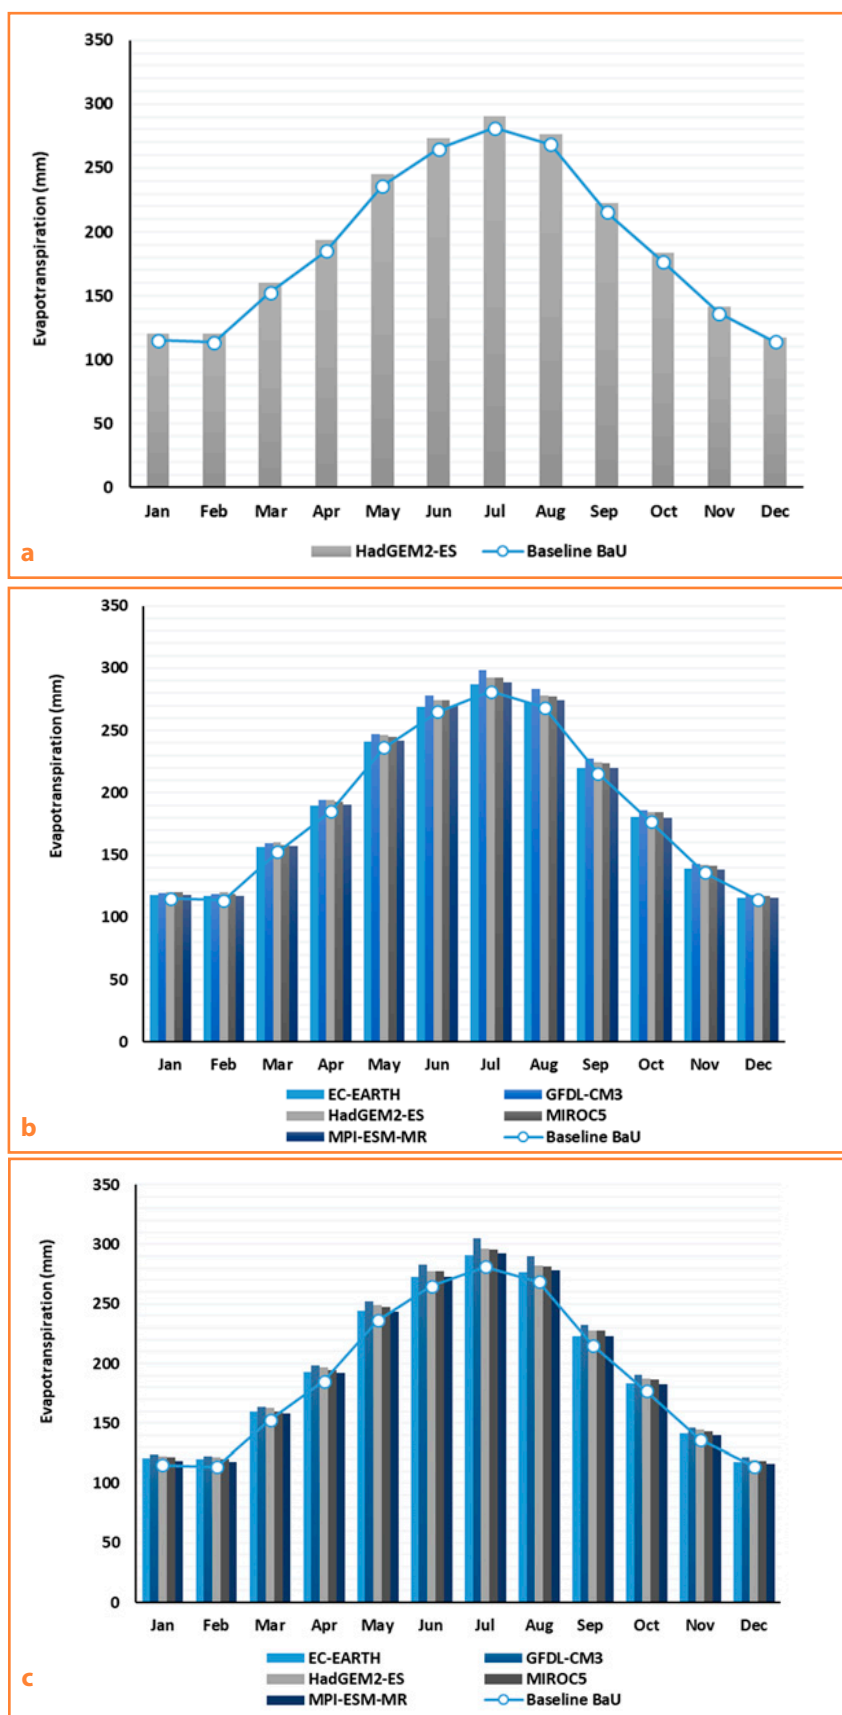 350
300
250
200
150
100
50
0
Evapotranspiration (mm)
Jan Feb Mar Apr May Jun Jul Aug Sep Oct Nov Dec
HadGEM2-ES Baseline BaU
a
350
300
250
200
150
100
50
0
Evapotranspiration (mm)
Jan Feb Mar Apr May Jun Jul Aug Sep Oct Nov Dec
EC-EARTH GFDL-CM3
HadGEM2-ES MIROC5
MPI-ESM-MR Baseline BaU
b
350
300
250
200
150
100
50
0
Evapotranspiration (mm)
Jan Feb Mar Apr May Jun Jul Aug Sep Oct Nov Dec
EC-EARTH GFDL-CM3
HadGEM2-ES MIROC5
MPI-ESM-MR Baseline BaU
c